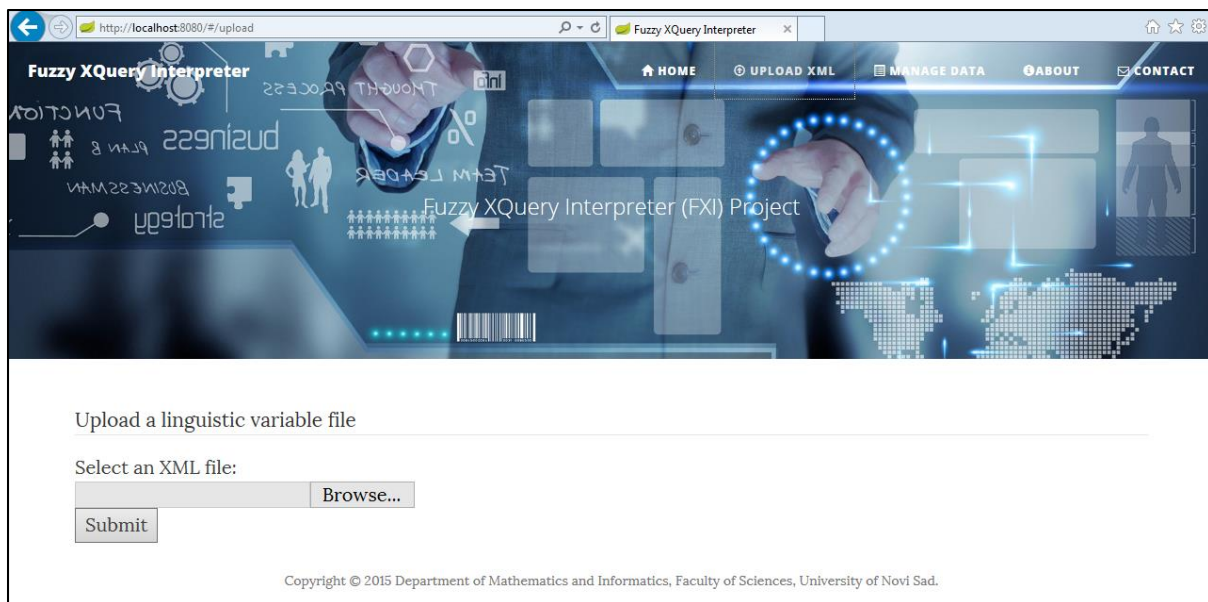 http://localhost:8080/#/upload
Fuzzy XQuery Interpreter
Fuzzy XQuery Interpreter
HOME
UPLOAD XML
MANAGE DATA
ABOUT
CONTACT
THOUGHT PROCESS
FUNCTION
business
PLAN B
%
TEAM LEADER
BUSINESSMAN
strategy
Fuzzy XQuery Interpreter (FXI) Project
Upload a linguistic variable file
Select an XML file:
Browse...
Submit
Copyright © 2015 Department of Mathematics and Informatics, Faculty of Sciences, University of Novi Sad.